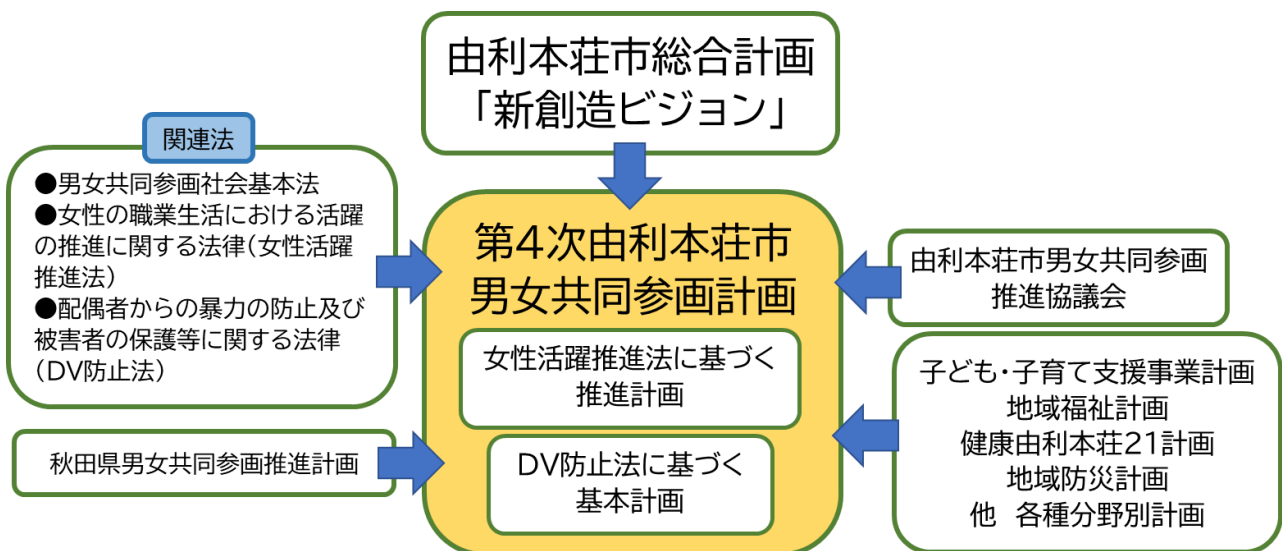 由利本荘市総合計画
「新創造ビジョン」
関連法
●男女共同参画社会基本法
●女性の職業生活における活躍
の推進に関する法律(女性活躍
推進法)
●配偶者からの暴力の防止及び
被害者の保護等に関する法律
(DV防止法)
秋田県男女共同参画推進計画
第4次由利本荘市
男女共同参画計画
女性活躍推進法に基づく
推進計画
DV防止法に基づく
基本計画
由利本荘市男女共同参画
推進協議会
子ども・子育て支援事業計画
地域福祉計画
健康由利本荘21計画
地域防災計画
他 各種分野別計画